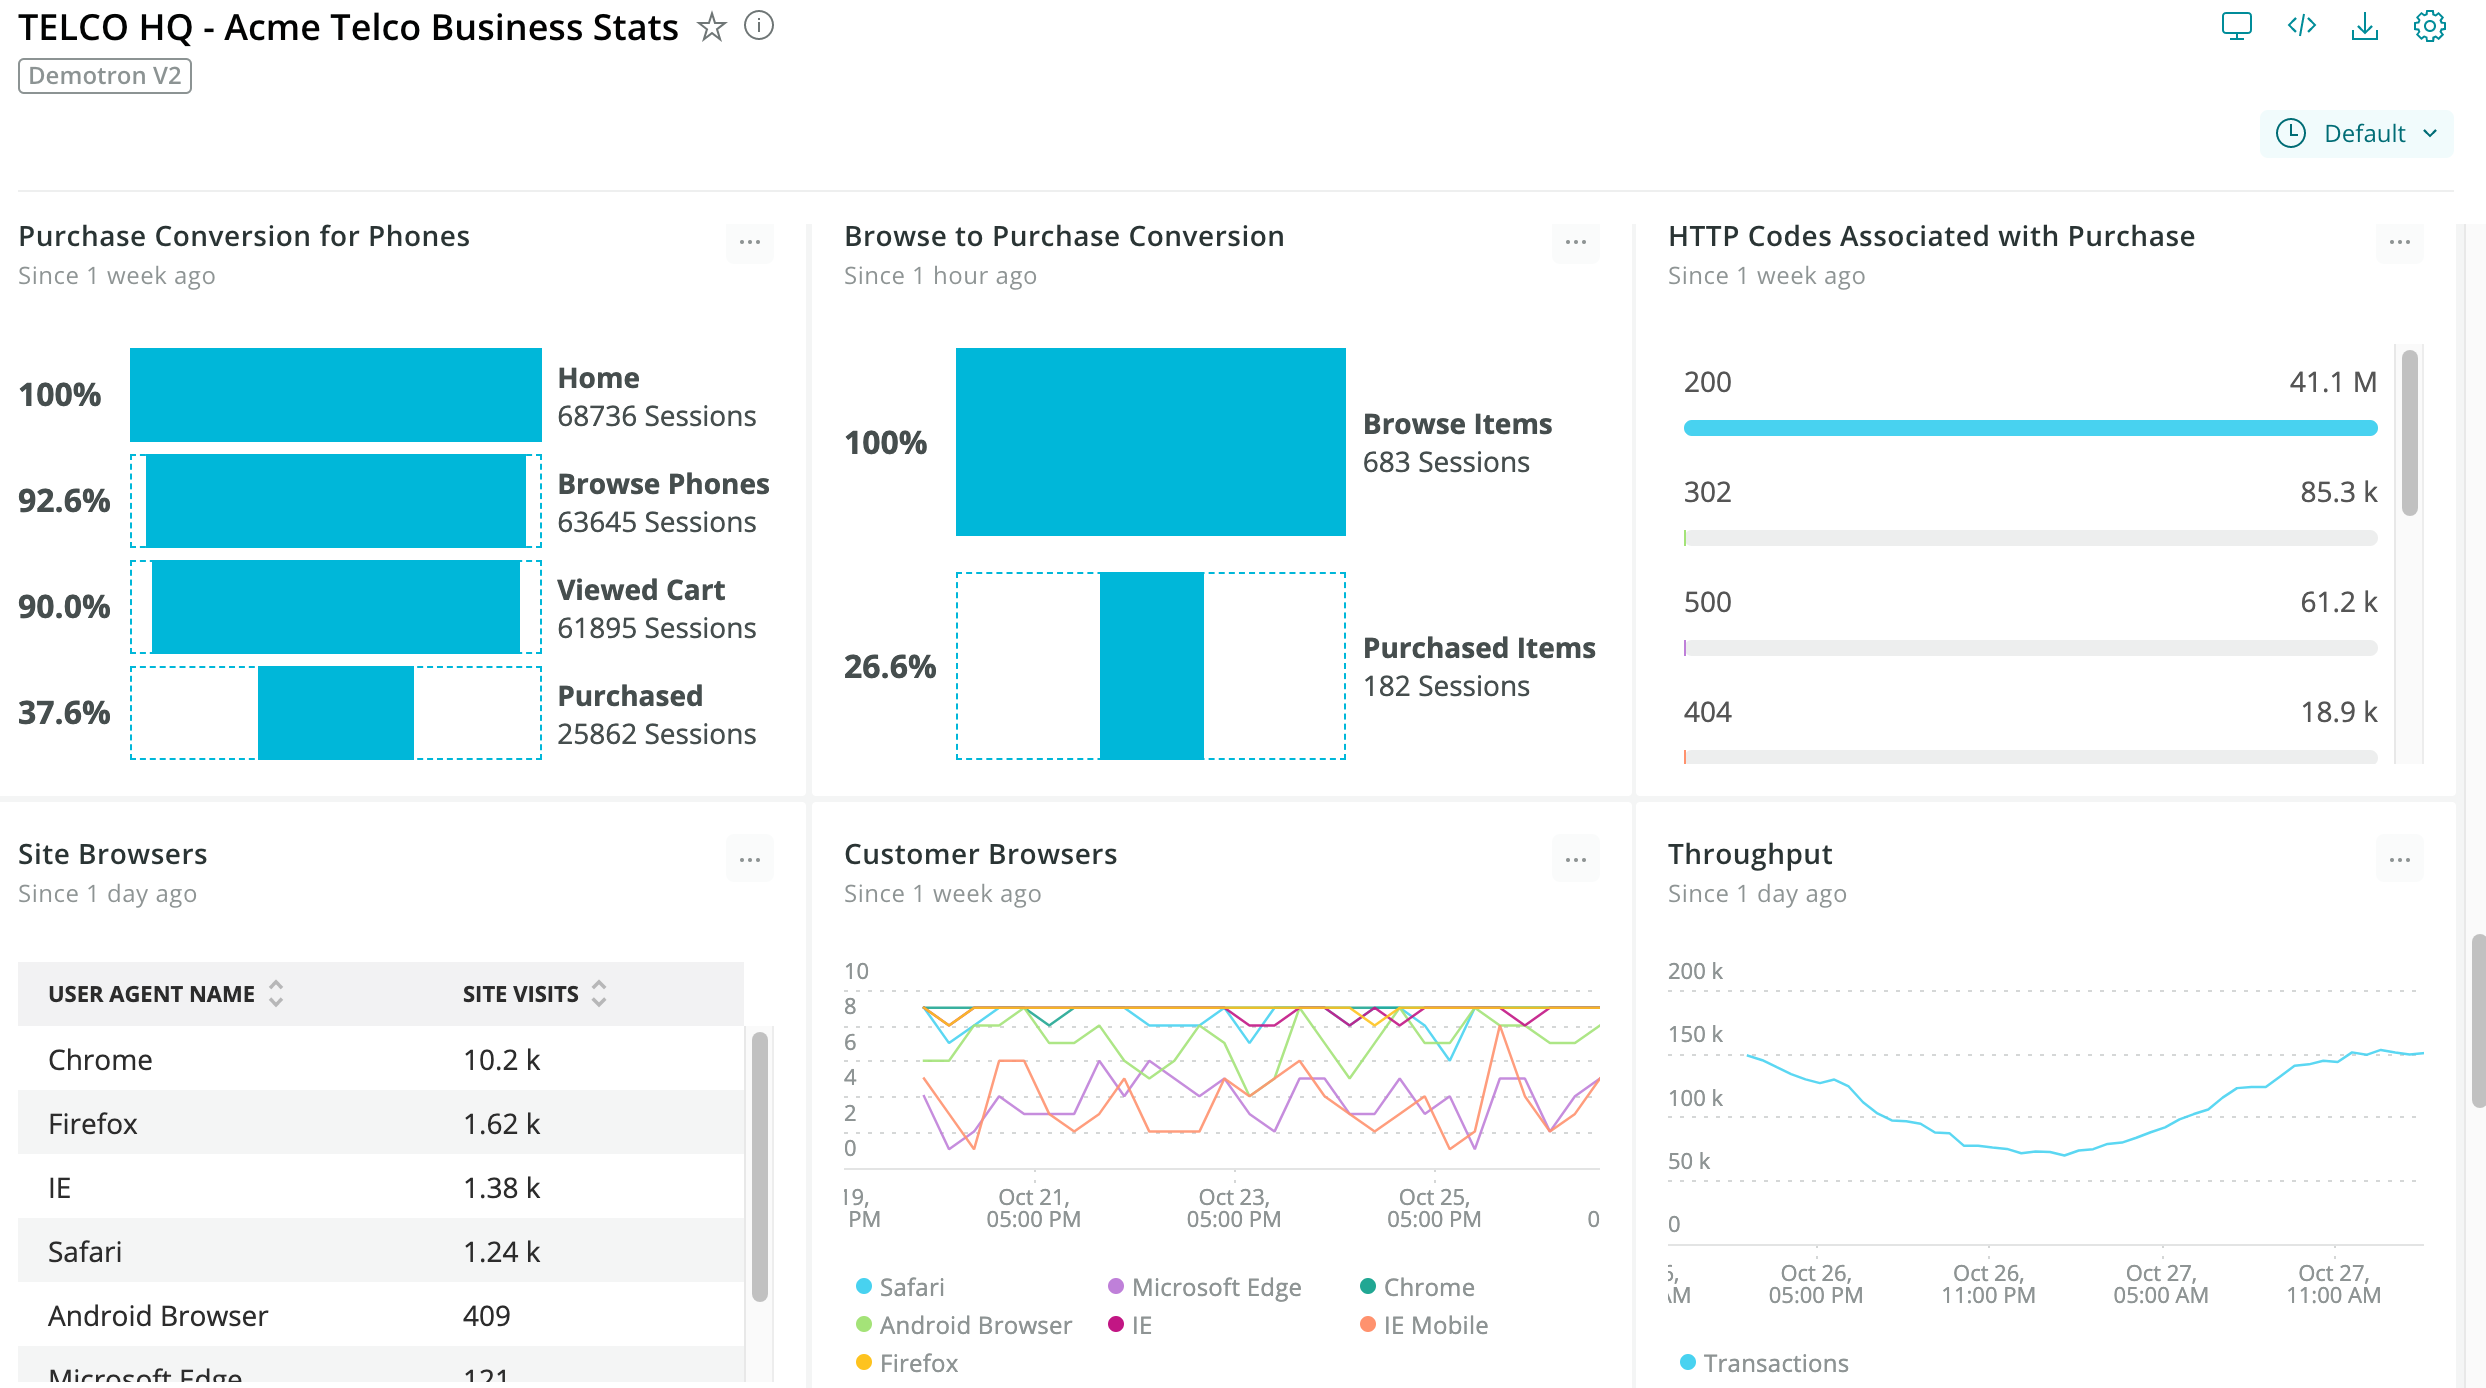 TELCO HQ - Acme Telco Business Stats
Demotron V2
Default
Purchase Conversion for Phones
Since 1 week ago
100%
Home
68736 Sessions
92.6%
Browse Phones
63645 Sessions
90.0%
Viewed Cart
61895 Sessions
37.6%
Purchased
25862 Sessions
Browse to Purchase Conversion
Since 1 hour ago
100%
Browse Items
683 Sessions
26.6%
Purchased Items
182 Sessions
HTTP Codes Associated with Purchase
Since 1 week ago
200 41.1 M
302 85.3 k
500 61.2 k
404 18.9 k
Site Browsers
Since 1 day ago
USER AGENT NAME SITE VISITS
Chrome 10.2 k
Firefox 1.62 k
IE 1.38 k
Safari 1.24 k
Android Browser 409
Microsoft Edge 121
Customer Browsers
Since 1 week ago
10
8
6
4
2
0
19, Oct 21, Oct 23, Oct 25,
PM 05:00 PM 05:00 PM 05:00 PM 0
Safari Microsoft Edge Chrome
Android Browser IE IE Mobile
Firefox
Throughput
Since 1 day ago
200 k
150 k
100 k
50 k
0
Oct 26, Oct 26, Oct 27, Oct 27,
05:00 PM 11:00 PM 05:00 AM 11:00 AM
Transactions